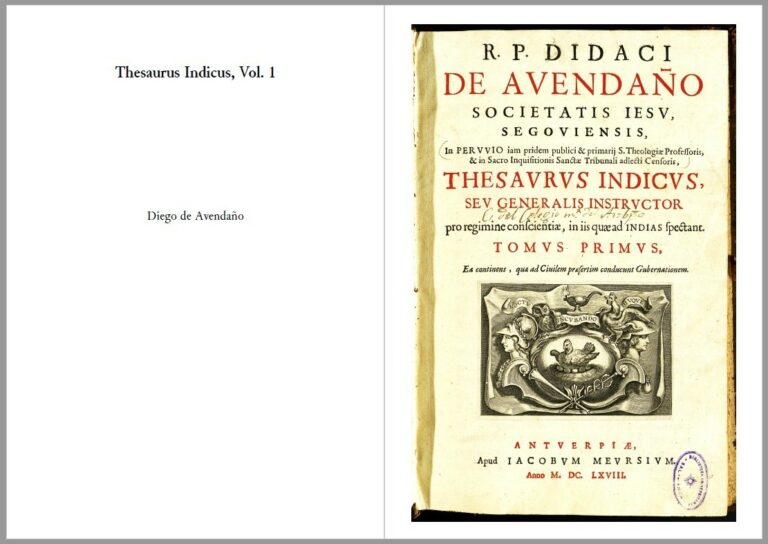 Thesaurus Indicus, Vol. 1
Diego de Avendaño
R. P. DIDACI
DE AVENDAÑO
SOCIETATIS IESV,
SEGOVIENSIS,
In PERVVIO iam pridem publici & primarij S. Theologiæ Professoris,
& in Sacro Inquisitionis Sanctæ Tribunali adlecti Censoris,
THESAVRVS INDICVS,
SEV GENERALIS INSTRVCTOR
pro regimine conscientiæ, in iis quæ ad INDIAS spectant.
TOMVS PRIMVS,
Ea continens, quæ ad Ciuilem præsertim conducunt Gubernationem.
INCVBANDO
ANTVERPIÆ,
Apud IACOBVM MEVRSIVM.
Anno M. DC. LXVIII.